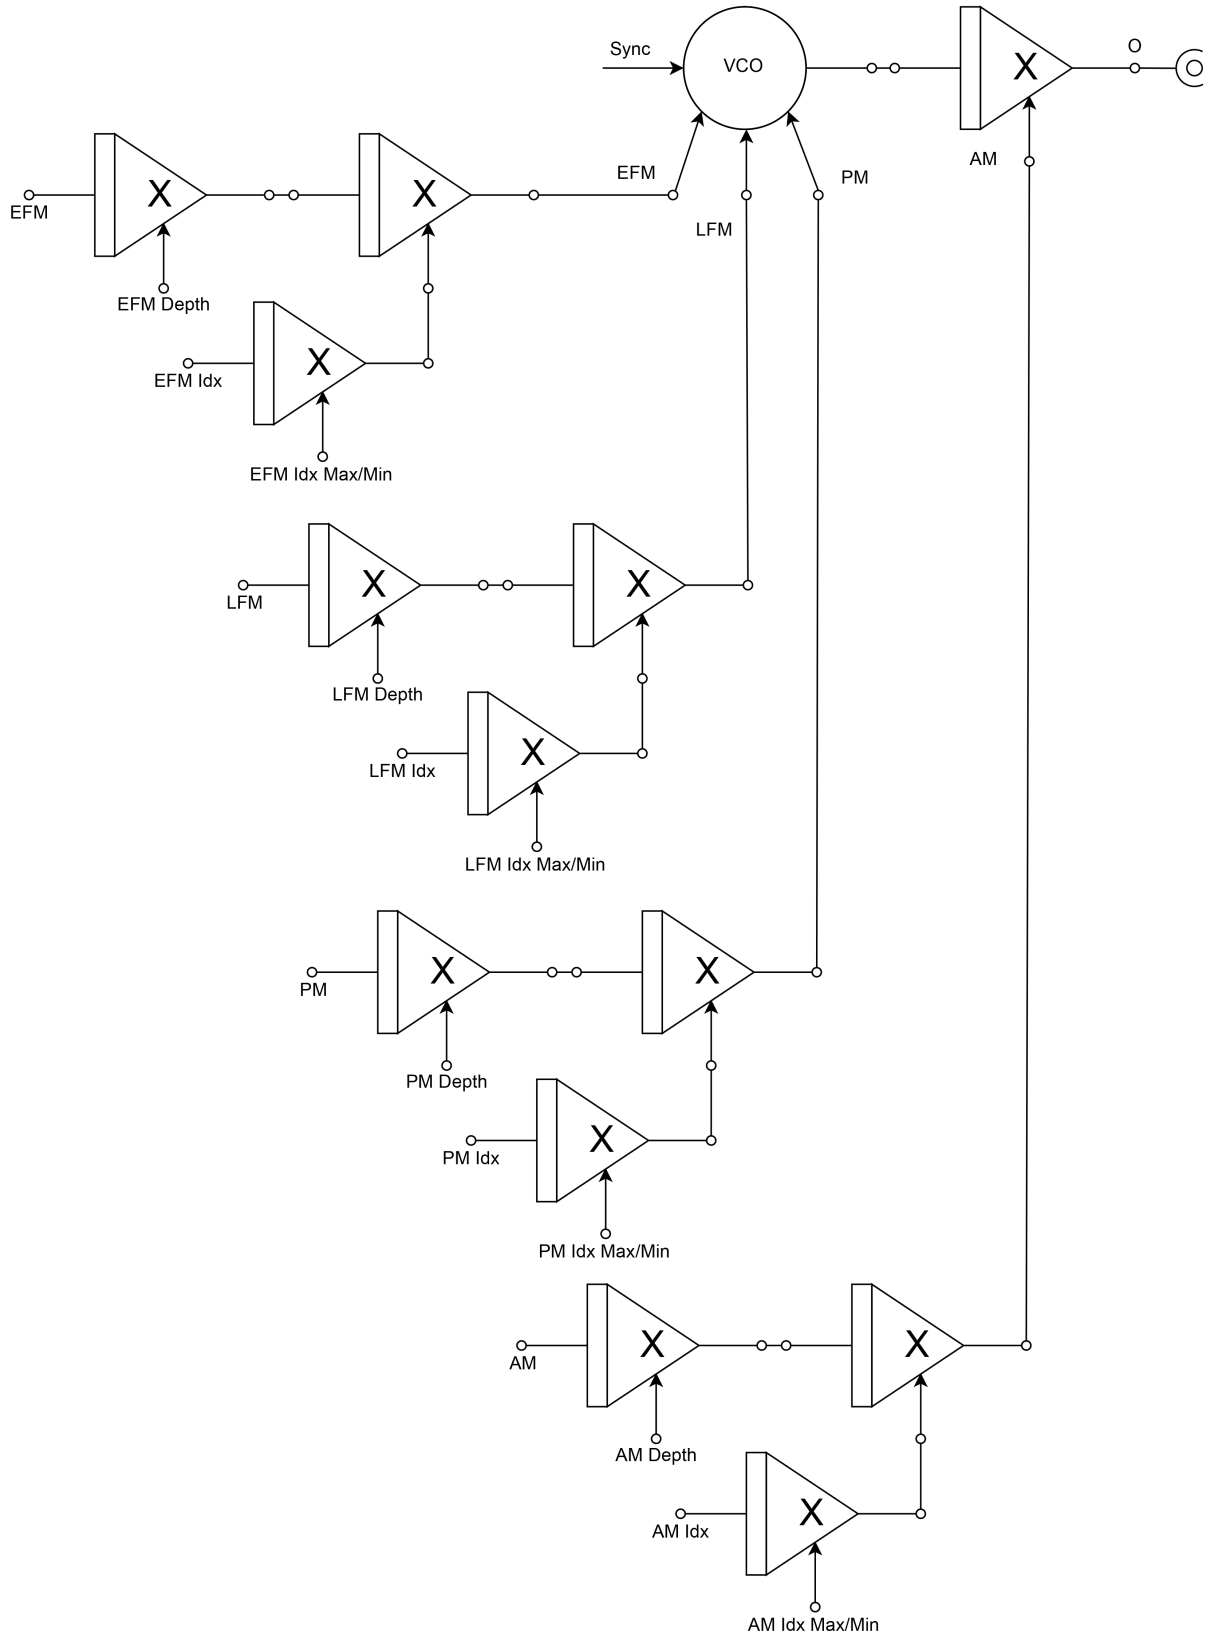 Sync
VCO
X
O
EFM
X
X
EFM
LFM
PM
AM
EFM Depth
EFM Idx
X
EFM Idx Max/Min
LFM
X
X
LFM Depth
LFM Idx
X
LFM Idx Max/Min
PM
X
X
PM Depth
PM Idx
X
PM Idx Max/Min
AM
X
X
AM Depth
AM Idx
X
AM Idx Max/Min